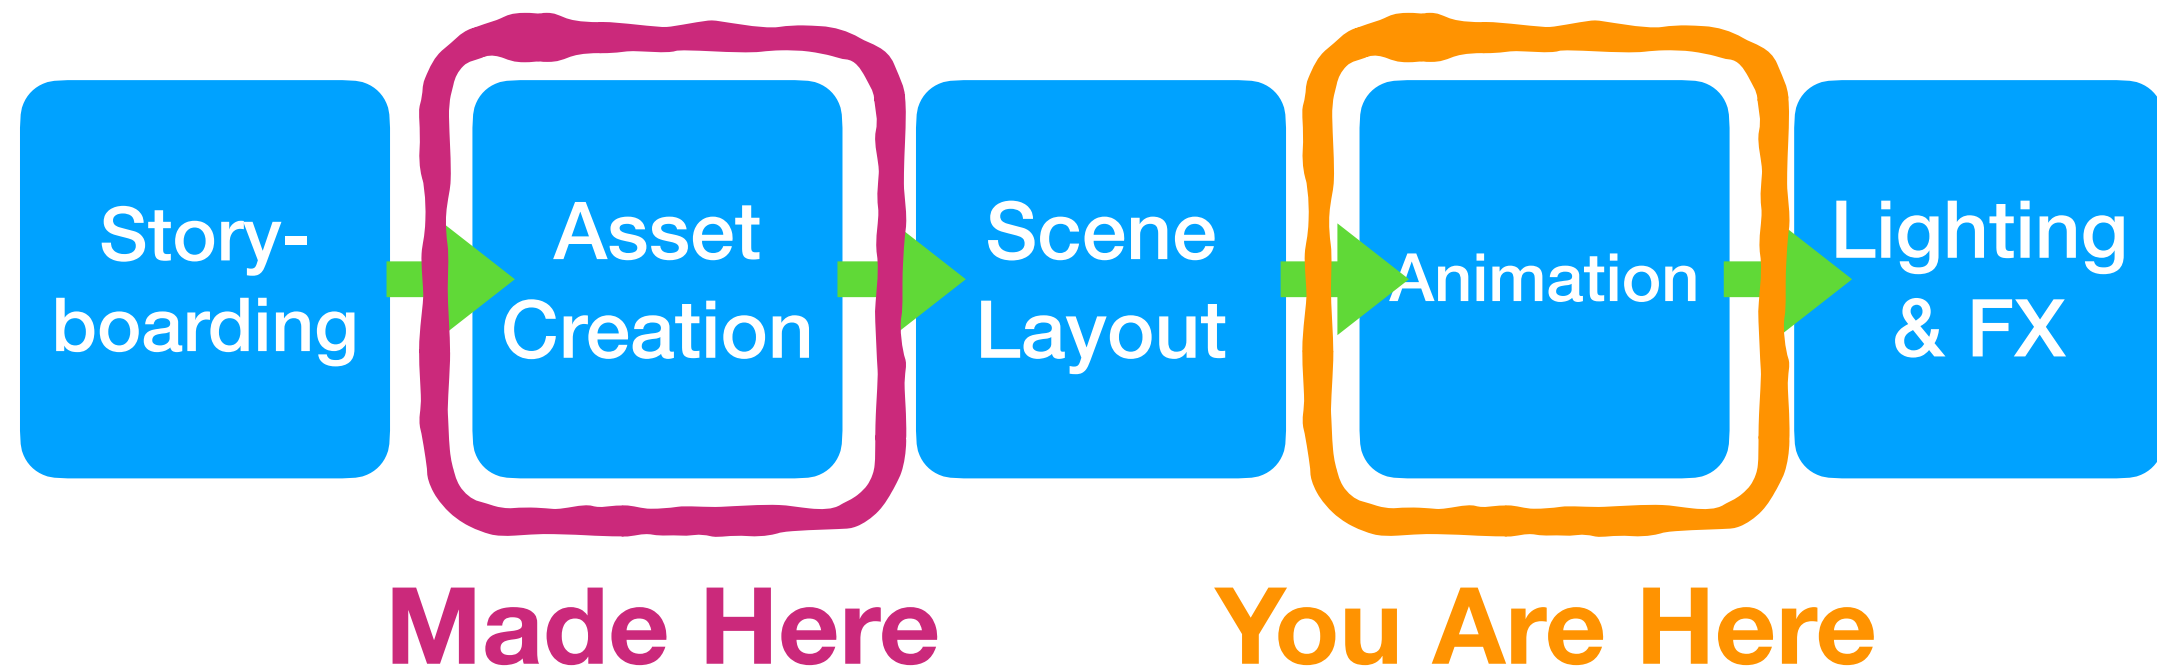 Story-
boarding
Asset
Creation
Scene
Layout
Animation
Lighting
& FX
Made Here
You Are Here